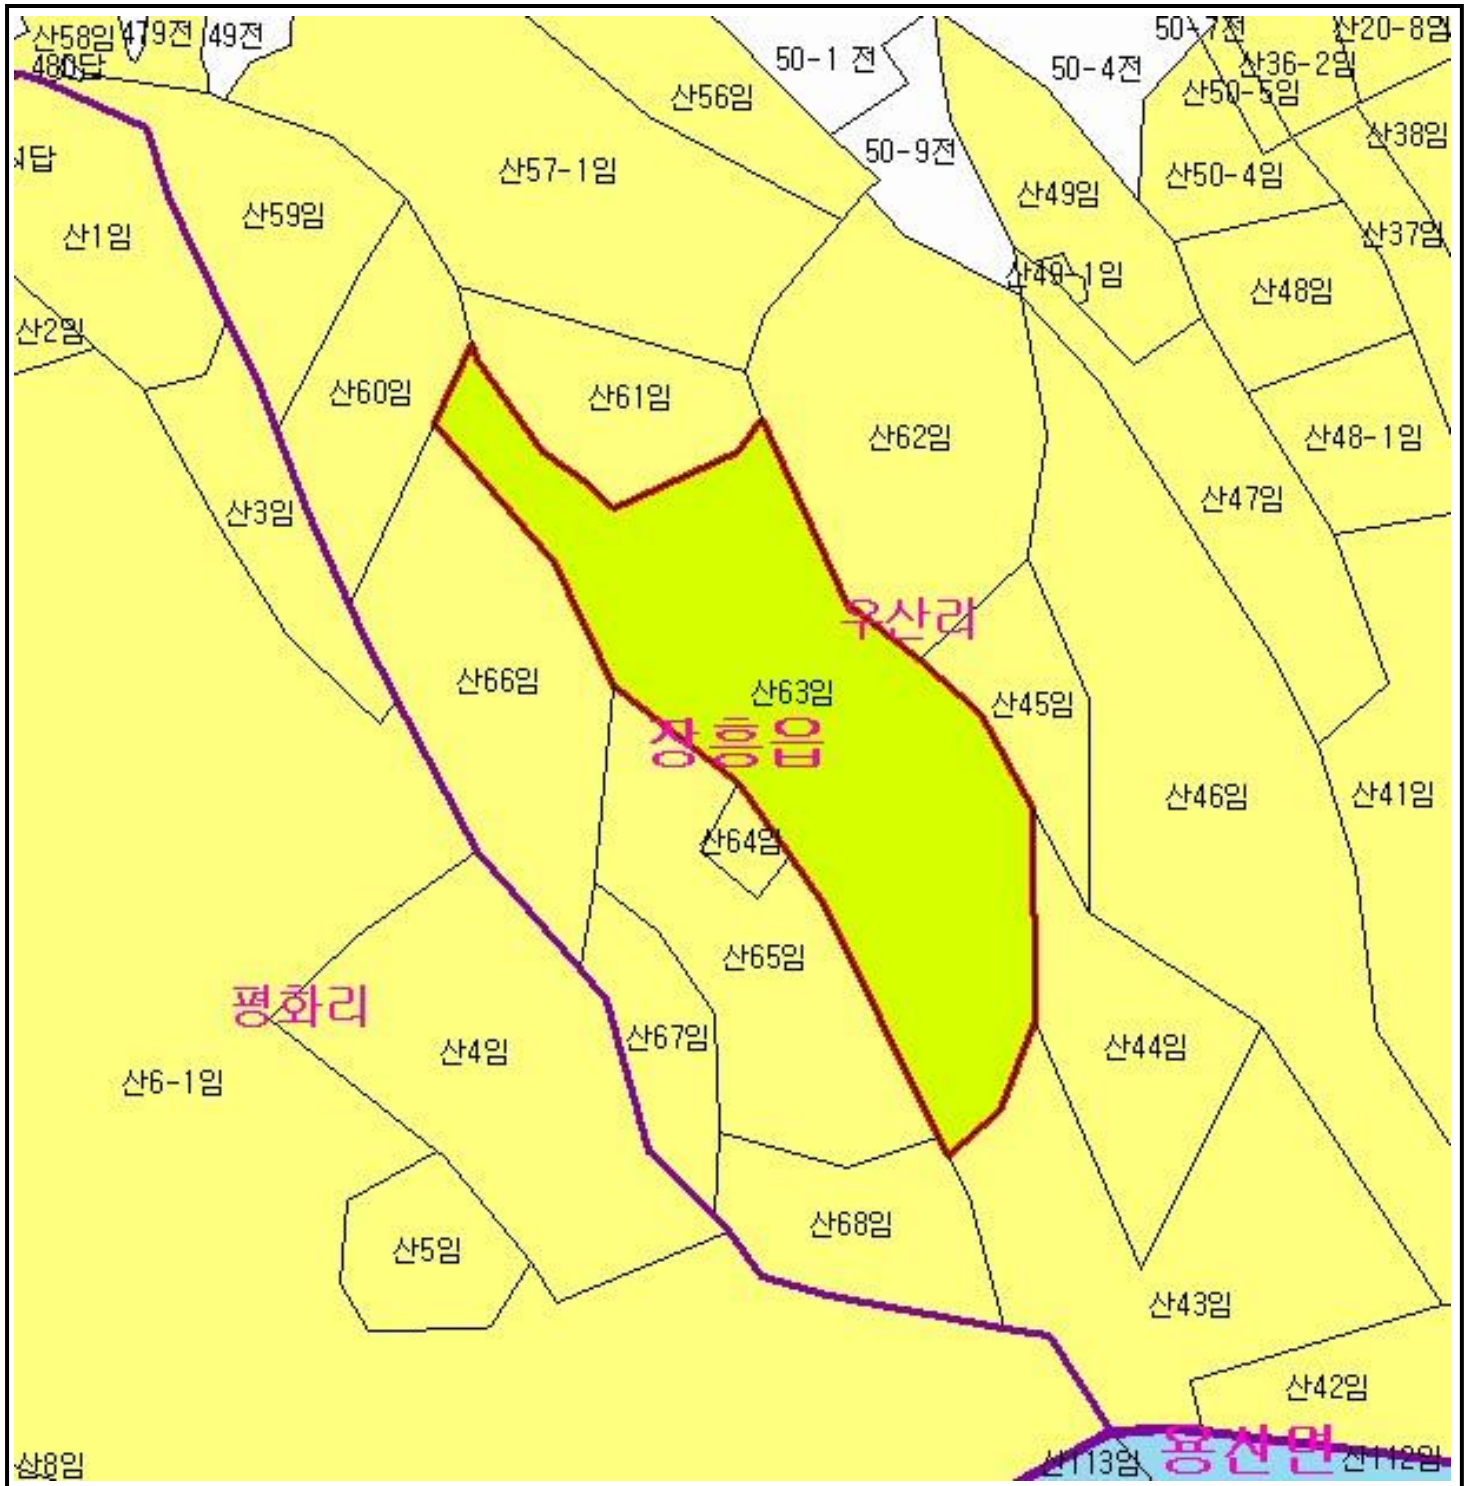 산58임 479전 49전 50-7전 산20-8임
480답 50-1 전 50-4전 산36-2임
산56임 산50-5임
50-9전 산38임
답 산57-1임 산49임 산50-4임
산1임 산59임 산37임
산49-1임 산48임
산2임
산60임 산61임
산62임 산48-1임
산3임 산47임
우산리
산66임 산63임 산45임
장흥읍
산46임 산41임
산64임
산65임
평화리
산4임 산67임 산44임
산6-1임
산5임 산68임
산43임
산42임
산8임 산113임 용산면 산112임